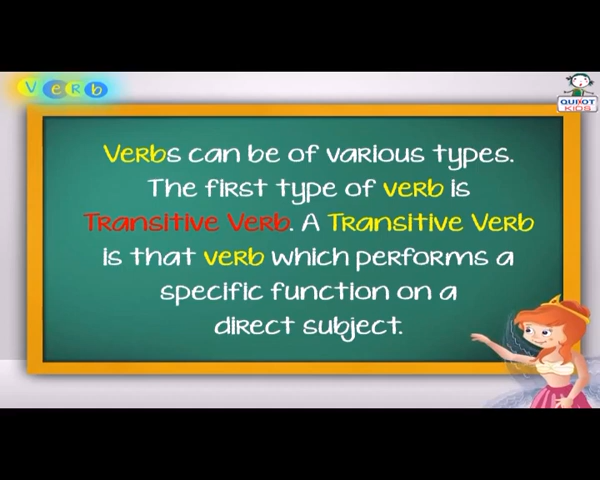 Verb
QUIXOT
KIDS
Verbs can be of various types.
The first type of verb is
Transitive Verb. A Transitive Verb
is that verb which performs a
specific function on a
direct subject.